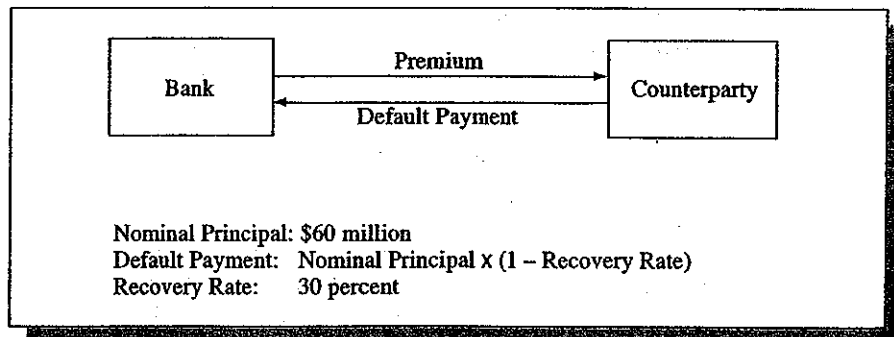 Premium
Bank
Counterparty
Default Payment
Nominal Principal: $60 million
Default Payment: Nominal Principal x (1 – Recovery Rate)
Recovery Rate: 30 percent